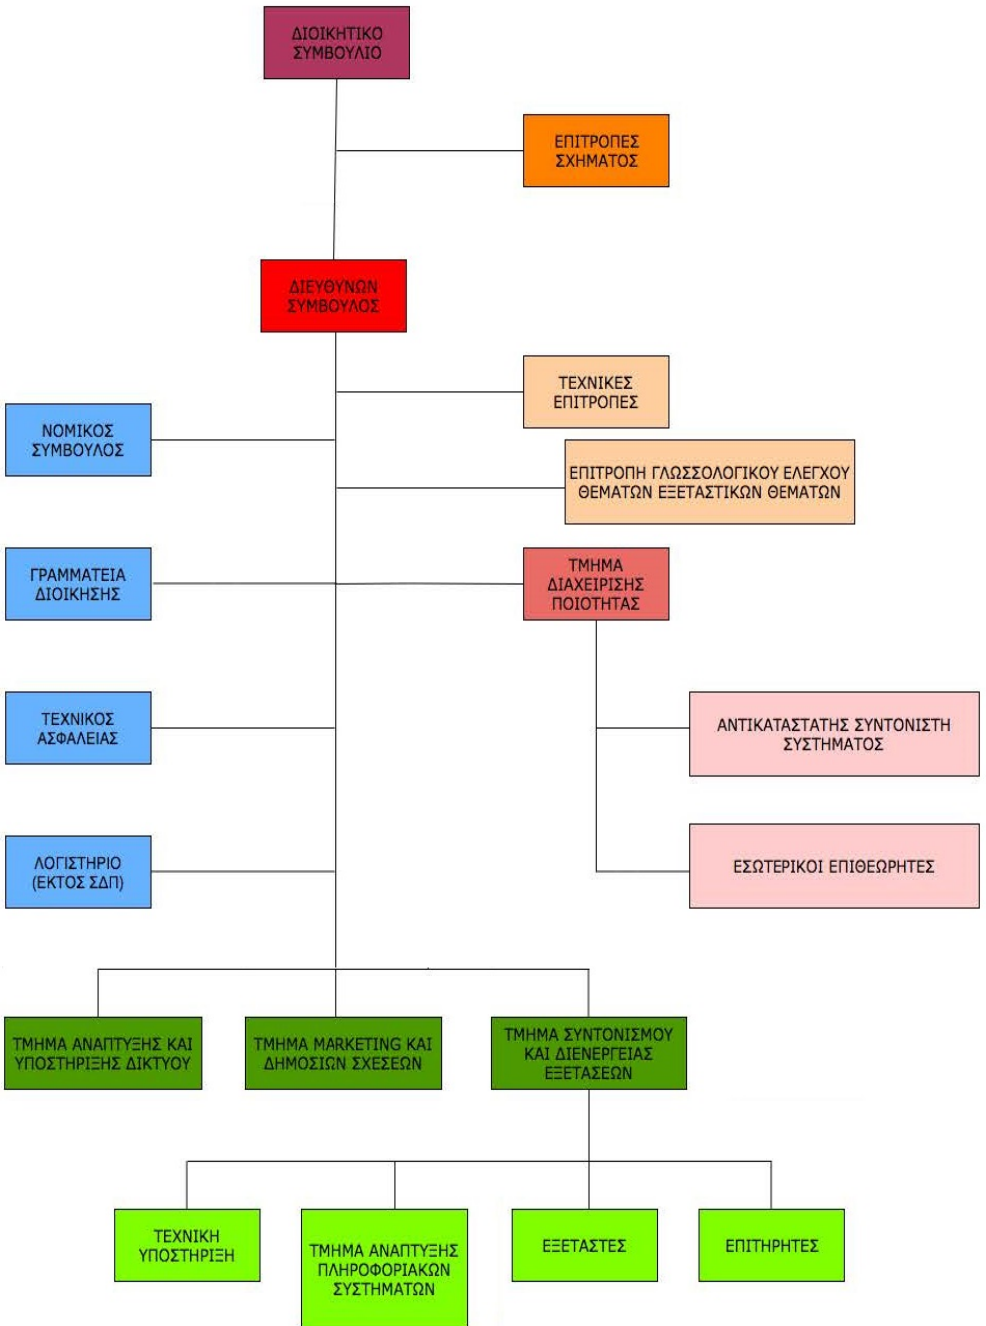 ΔΙΟΙΚΗΤΙΚΟ
ΣΥΜΒΟΥΛΙΟ
ΕΠΙΤΡΟΠΕΣ
ΣΧΗΜΑΤΟΣ
ΔΙΕΥΘΥΝΩΝ
ΣΥΜΒΟΥΛΟΣ
ΤΕΧΝΙΚΕΣ
ΕΠΙΤΡΟΠΕΣ
ΝΟΜΙΚΟΣ
ΣΥΜΒΟΥΛΟΣ
ΕΠΙΤΡΟΠΗ ΓΛΩΣΣΟΛΟΓΙΚΟΥ ΕΛΕΓΧΟΥ
ΘΕΜΑΤΩΝ ΕΞΕΤΑΣΤΙΚΩΝ ΘΕΜΑΤΩΝ
ΓΡΑΜΜΑΤΕΙΑ
ΔΙΟΙΚΗΣΗΣ
ΤΜΗΜΑ
ΔΙΑΧΕΙΡΙΣΗΣ
ΠΟΙΟΤΗΤΑΣ
ΤΕΧΝΙΚΟΣ
ΑΣΦΑΛΕΙΑΣ
ΑΝΤΙΚΑΤΑΣΤΑΤΗΣ ΣΥΝΤΟΝΙΣΤΗ
ΣΥΣΤΗΜΑΤΟΣ
ΛΟΓΙΣΤΗΡΙΟ
(ΕΚΤΟΣ ΣΔΠ)
ΕΣΩΤΕΡΙΚΟΙ ΕΠΙΘΕΩΡΗΤΕΣ
ΤΜΗΜΑ ΑΝΑΠΤΥΞΗΣ ΚΑΙ
ΥΠΟΣΤΗΡΙΞΗΣ ΔΙΚΤΥΟΥ
ΤΜΗΜΑ MARKETING ΚΑΙ
ΔΗΜΟΣΙΩΝ ΣΧΕΣΕΩΝ
ΤΜΗΜΑ ΣΥΝΤΟΝΙΣΜΟΥ
ΚΑΙ ΔΙΕΝΕΡΓΕΙΑΣ
ΕΞΕΤΑΣΕΩΝ
ΤΕΧΝΙΚΗ
ΥΠΟΣΤΗΡΙΞΗ
ΤΜΗΜΑ ΑΝΑΠΤΥΞΗΣ
ΠΛΗΡΟΦΟΡΙΑΚΩΝ
ΣΥΣΤΗΜΑΤΩΝ
ΕΞΕΤΑΣΤΕΣ
ΕΠΙΤΗΡΗΤΕΣ